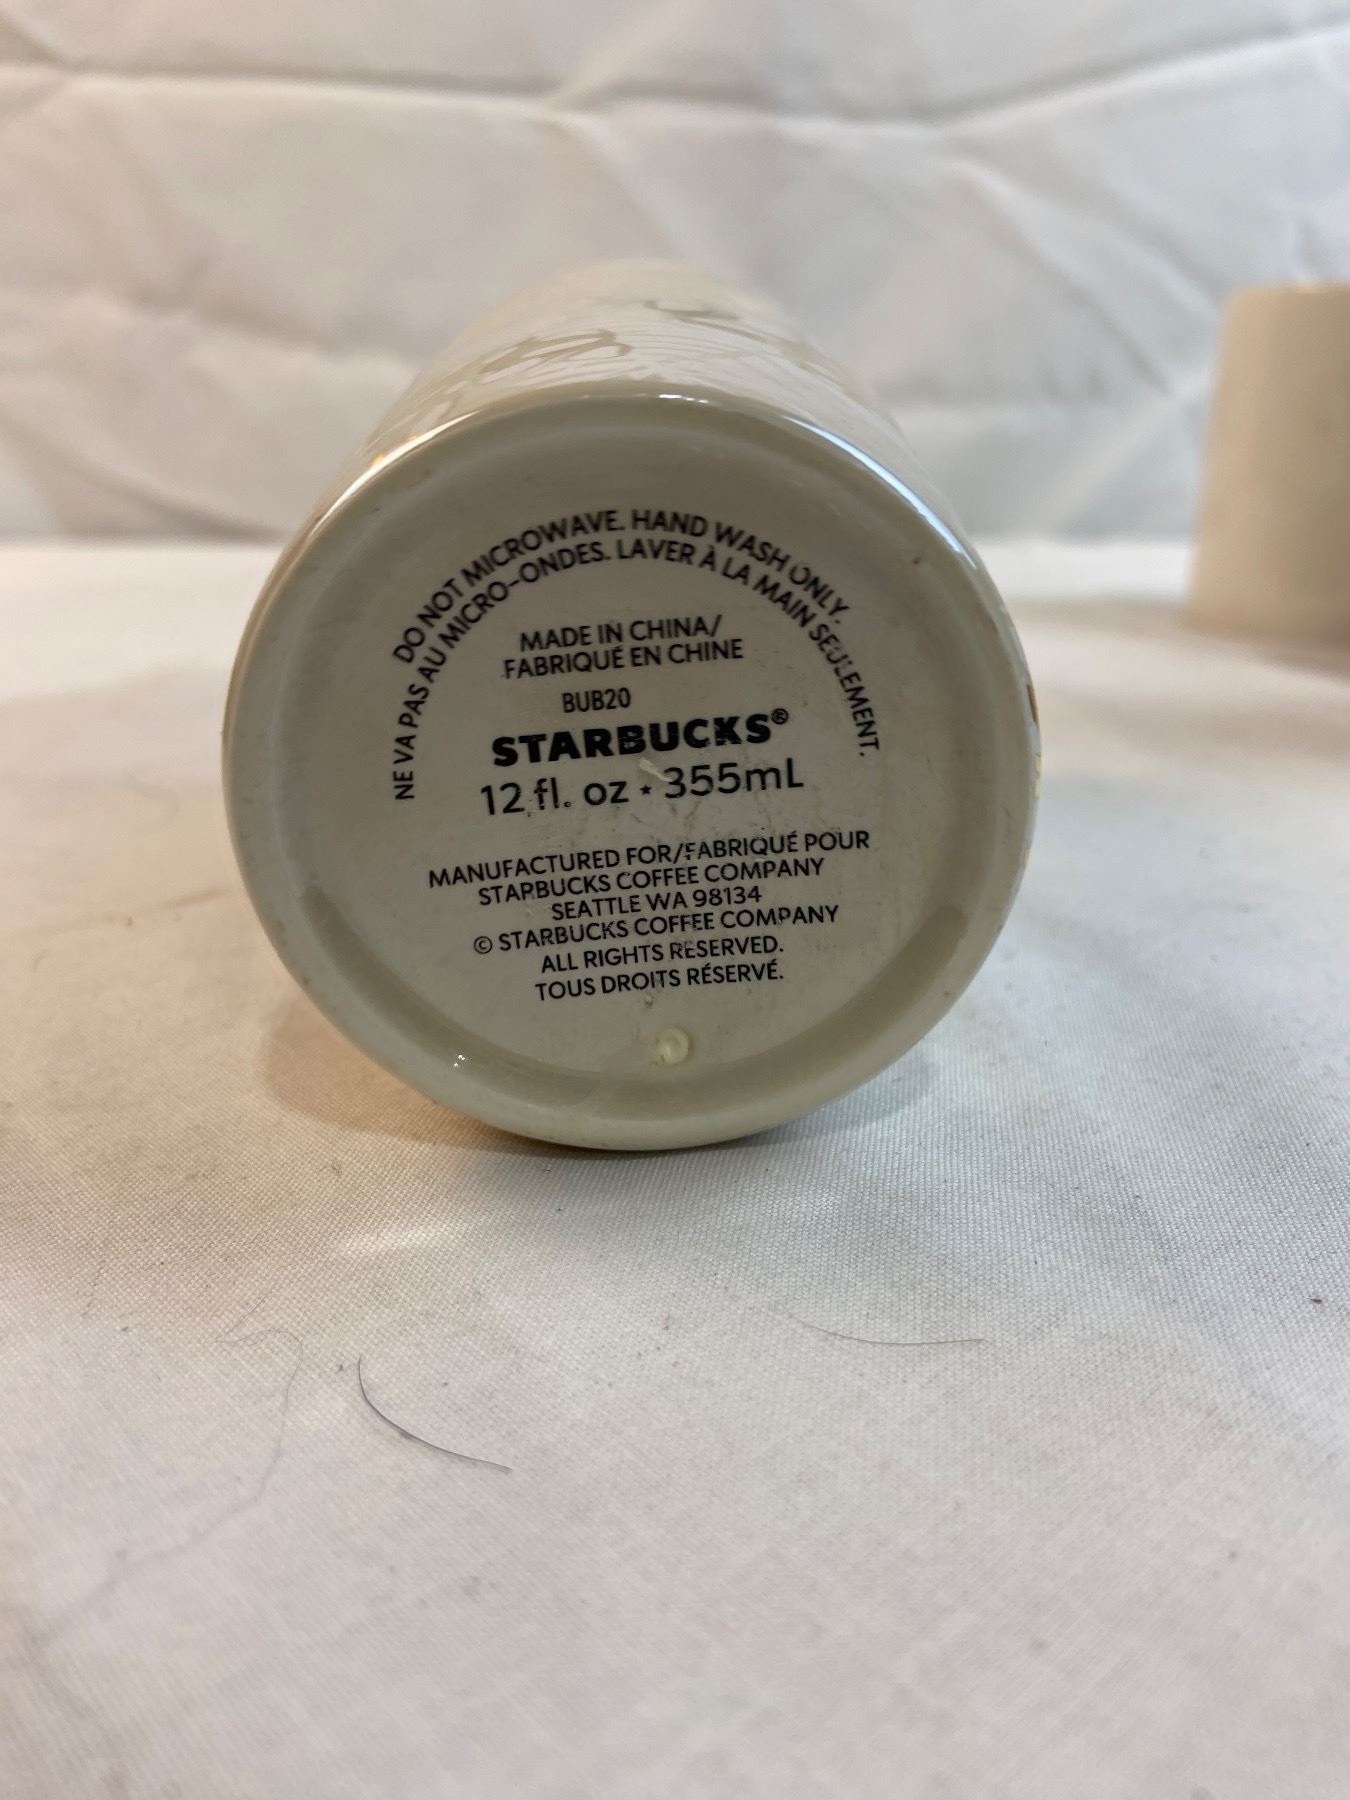 DO NOT MICROWAVE. HAND WASH ONLY.
NE VA PAS AU MICRO-ONDES. LAVER À LA MAIN SEULEMENT.
MADE IN CHINA/
FABRIQUÉ EN CHINE
BUB20
STARBUCKS®
12 fl. oz ⋆ 355mL
MANUFACTURED FOR/FABRIQUÉ POUR
STARBUCKS COFFEE COMPANY
SEATTLE WA 98134
© STARBUCKS COFFEE COMPANY
ALL RIGHTS RESERVED.
TOUS DROITS RÉSERVÉ.